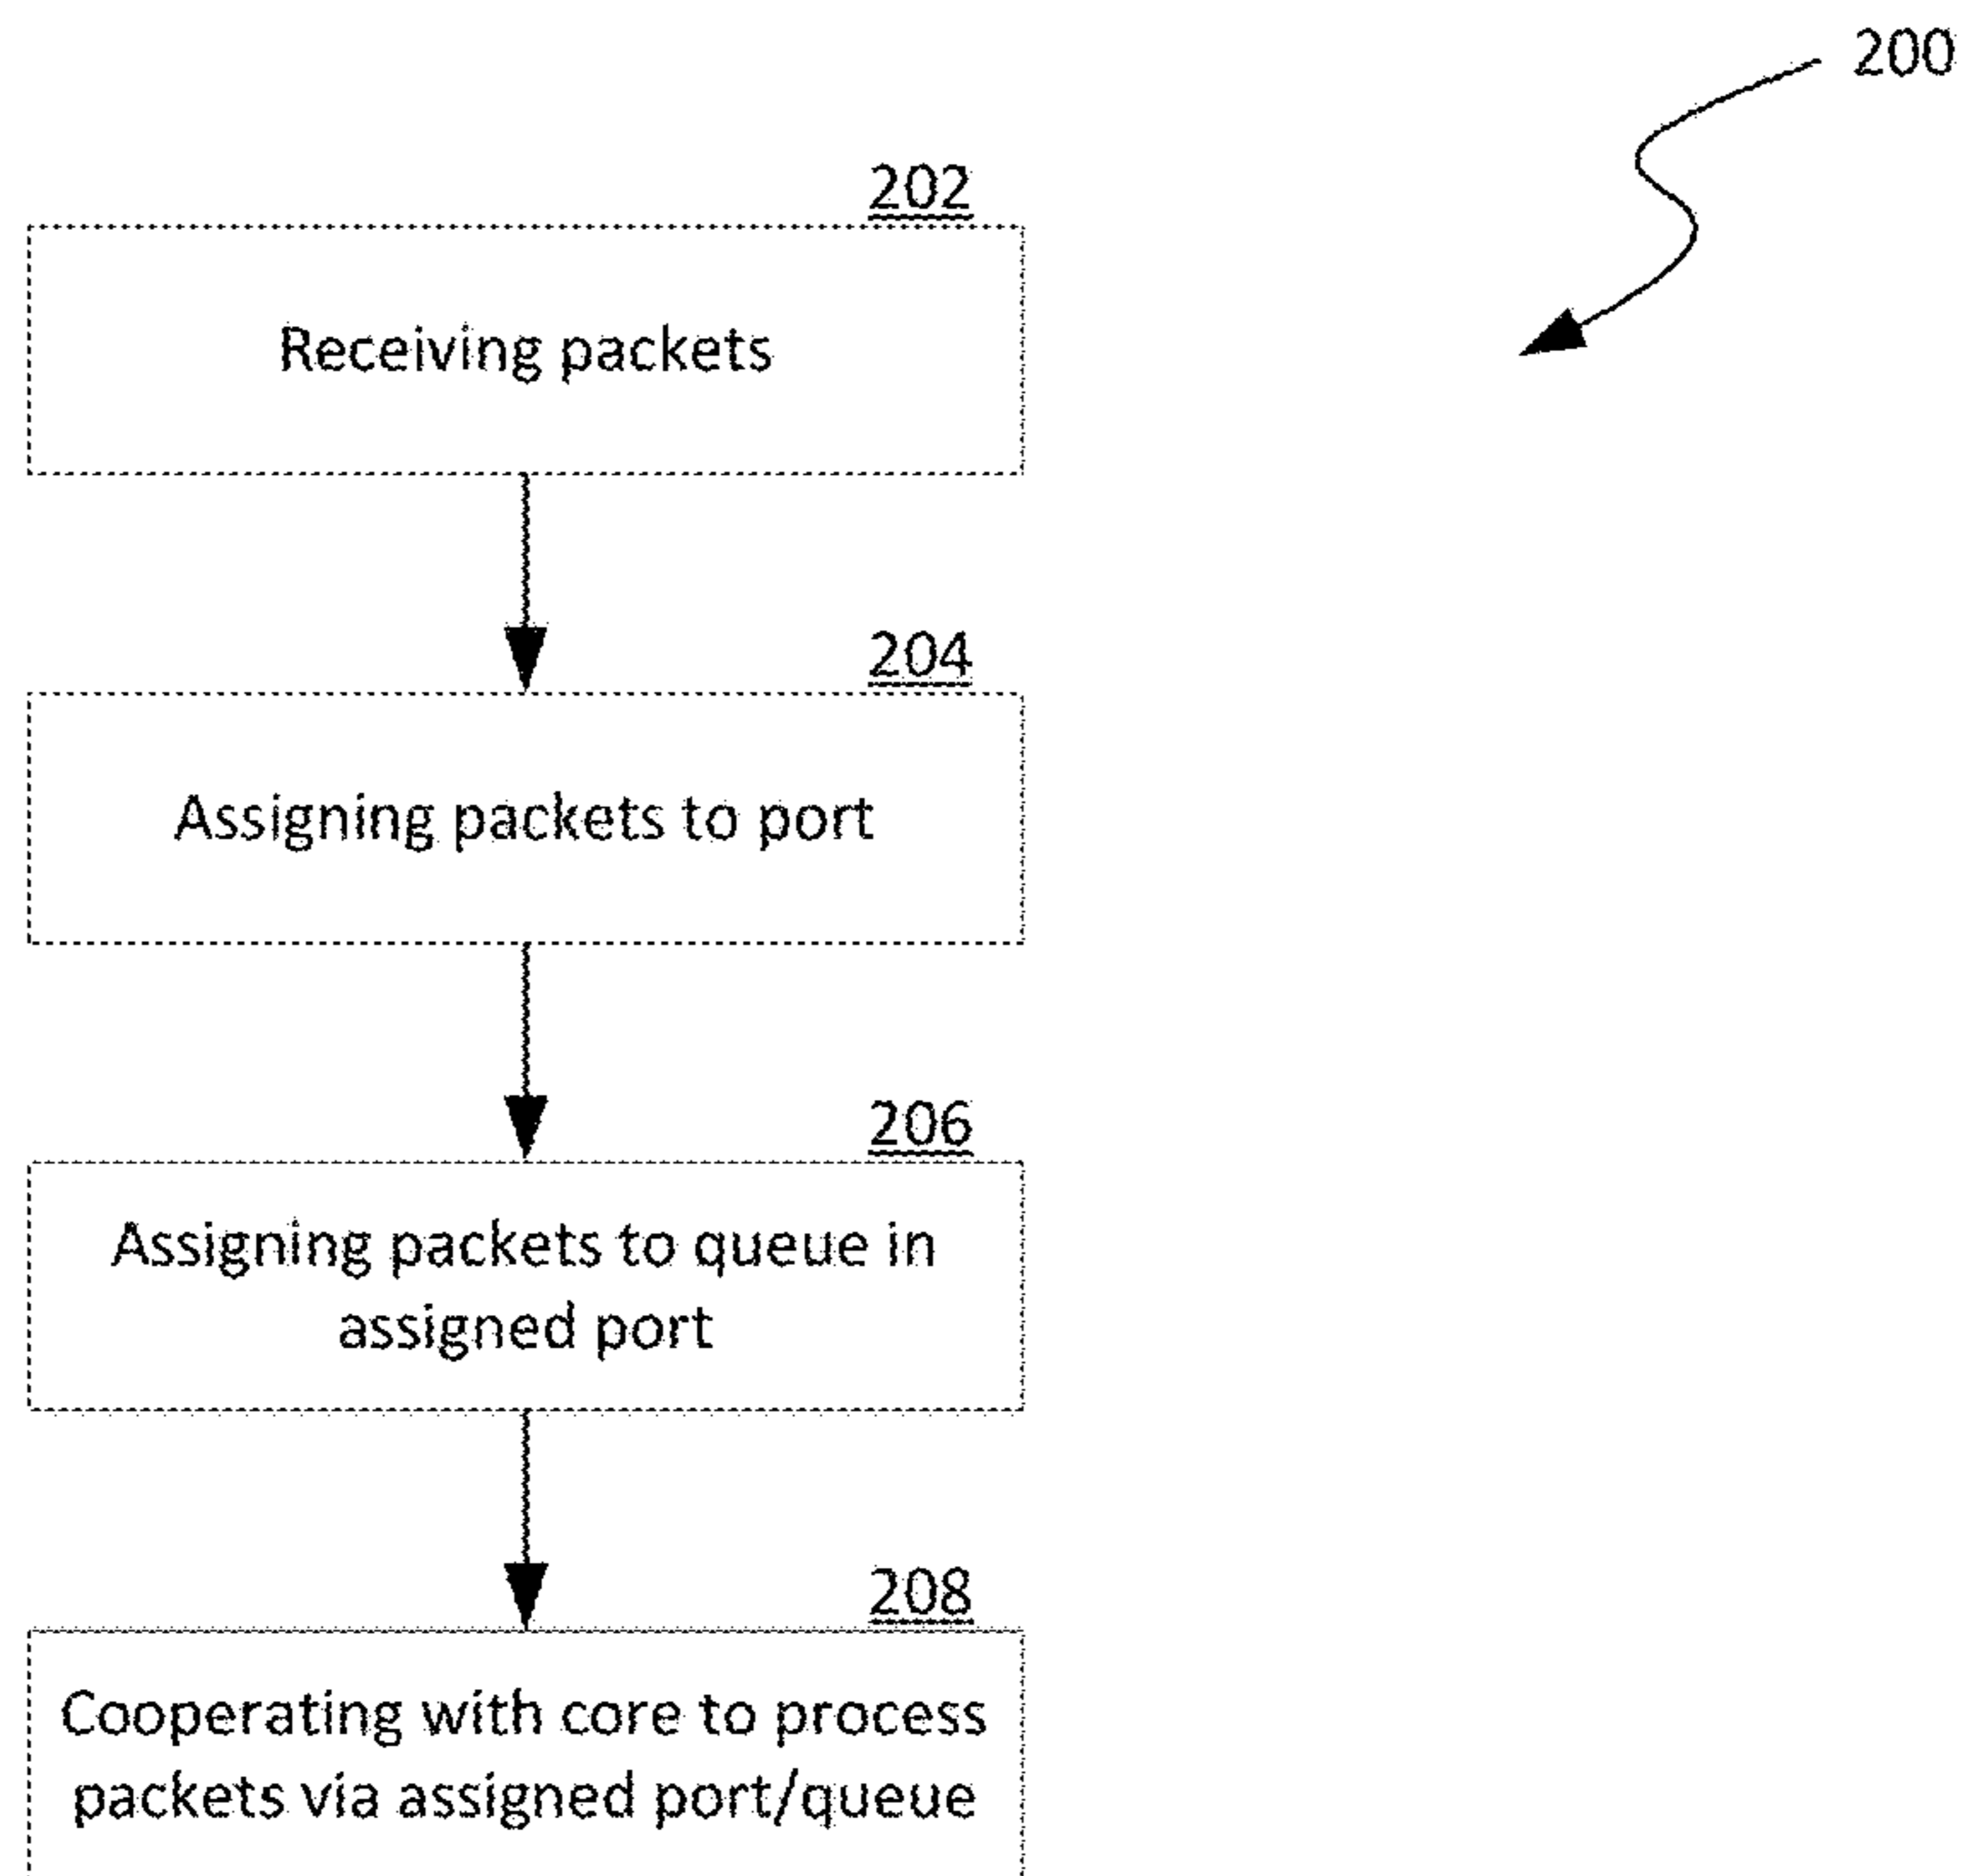 200
202
Receiving packets
204
Assigning packets to port
206
Assigning packets to queue in
assigned port
208
Cooperating with core to process
packets via assigned port/queue